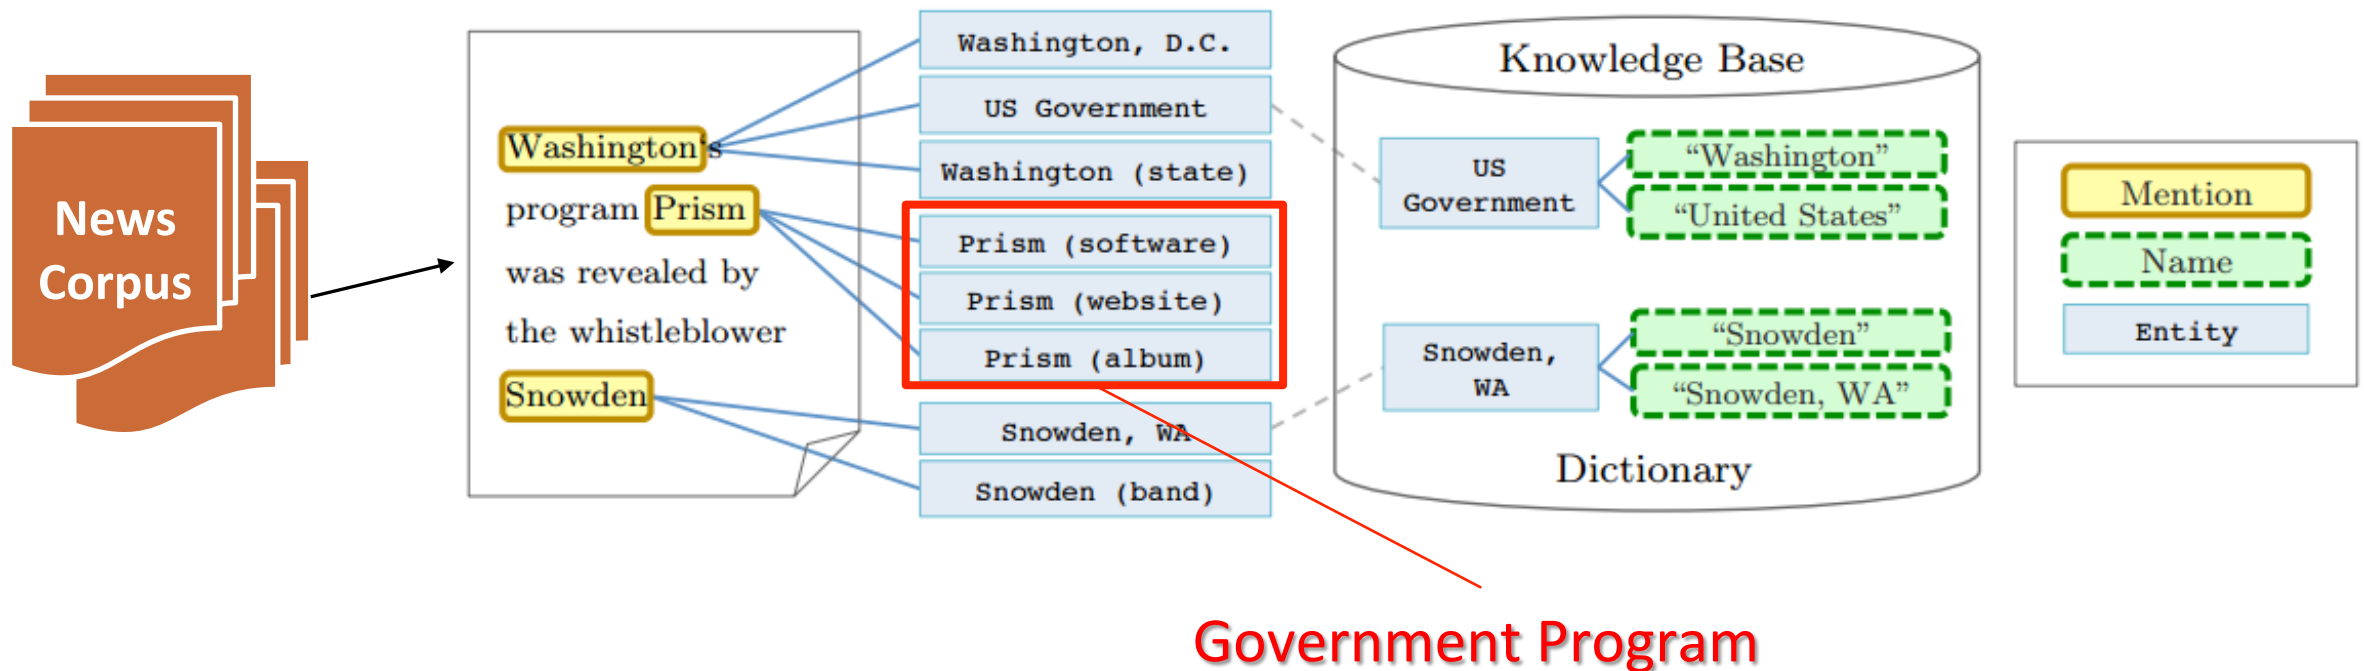 News
Corpus
Washington's
program Prism
was revealed by
the whistleblower
Snowden
Washington, D.C.
US Government
Washington (state)
Prism (software)
Prism (website)
Prism (album)
Snowden, WA
Snowden (band)
Knowledge Base
US
Government
“Washington”
“United States”
Snowden,
WA
“Snowden”
“Snowden, WA”
Dictionary
Mention
Name
Entity
Government Program